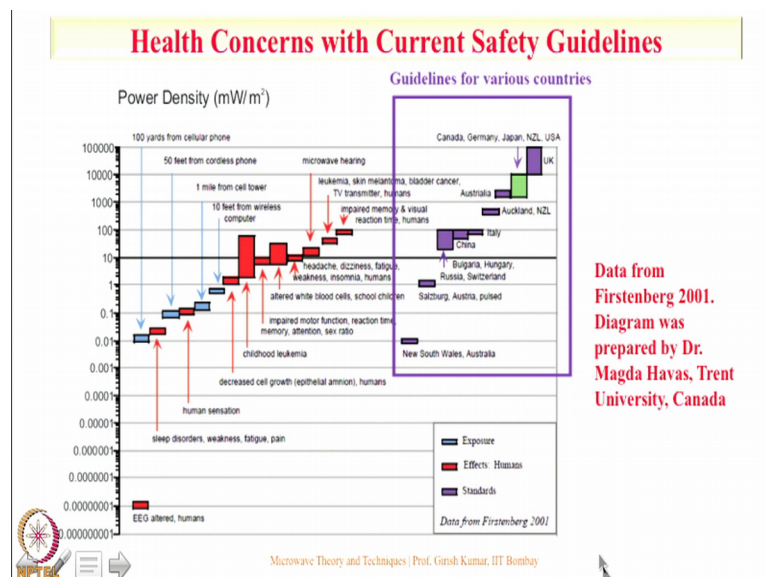 Health Concerns with Current Safety Guidelines
Guidelines for various countries
Power Density (mW/m²)
100 yards from cellular phone
Canada, Germany, Japan, NZL, USA
100000
50 feet from cordless phone
microwave hearing
UK
10000
1 mile from cell tower
leukemia, skin melantoma, bladder cancer,
TV transmitter, humans
Austrialia
1000
10 feet from wireless
computer
impaired memory & visual
reaction time, humans
Auckland, NZL
100
Italy
China
10
headache, dizziness, fatigue,
weakness, insomnia, humans
Bulgaria, Hungary,
Russia, Switzerland
1
altered white blood cells, school children
Salzburg, Austria, pulsed
0.1
impaired motor function, reaction time,
memory, attention, sex ratio
0.01
childhood leukemia
New South Wales, Australia
0.001
decreased cell growth (epithelial amnion), humans
0.0001
human sensation
0.00001
sleep disorders, weakness, fatigue, pain
0.000001
0.0000001
0.00000001
EEG altered, humans
0.000000001
Exposure
Effects: Humans
Standards
Data from Firstenberg 2001
Data from
Firstenberg 2001.
Diagram was
prepared by Dr.
Magda Havas, Trent
University, Canada
NPTEL
Microwave Theory and Techniques | Prof. Girish Kumar, IIT Bombay